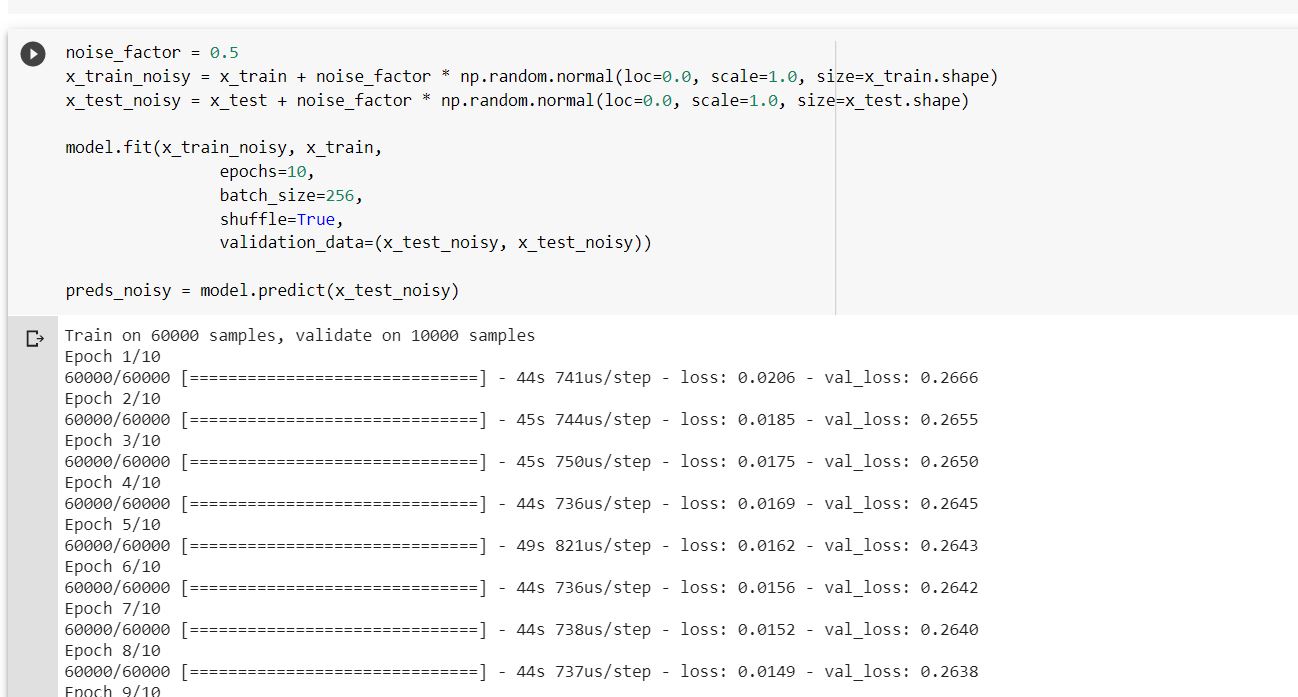 noise_factor = 0.5
x_train_noisy = x_train + noise_factor * np.random.normal(loc=0.0, scale=1.0, size=x_train.shape)
x_test_noisy = x_test + noise_factor * np.random.normal(loc=0.0, scale=1.0, size=x_test.shape)
model.fit(x_train_noisy, x_train,
epochs=10,
batch_size=256,
shuffle=True,
validation_data=(x_test_noisy, x_test_noisy))
preds_noisy = model.predict(x_test_noisy)
Train on 60000 samples, validate on 10000 samples
Epoch 1/10
60000/60000 [==============================] - 44s 741us/step - loss: 0.0206 - val_loss: 0.2666
Epoch 2/10
60000/60000 [==============================] - 45s 744us/step - loss: 0.0185 - val_loss: 0.2655
Epoch 3/10
60000/60000 [==============================] - 45s 750us/step - loss: 0.0175 - val_loss: 0.2650
Epoch 4/10
60000/60000 [==============================] - 44s 736us/step - loss: 0.0169 - val_loss: 0.2645
Epoch 5/10
60000/60000 [==============================] - 49s 821us/step - loss: 0.0162 - val_loss: 0.2643
Epoch 6/10
60000/60000 [==============================] - 44s 736us/step - loss: 0.0156 - val_loss: 0.2642
Epoch 7/10
60000/60000 [==============================] - 44s 738us/step - loss: 0.0152 - val_loss: 0.2640
Epoch 8/10
60000/60000 [==============================] - 44s 737us/step - loss: 0.0149 - val_loss: 0.2638
Epoch 9/10